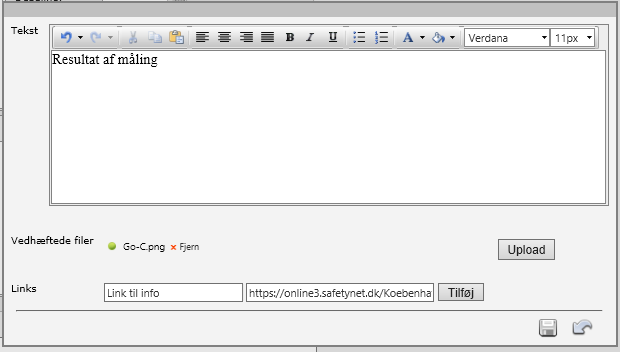 Tekst
B I U A A Verdana 11px
Resultat af måling
Vedhæftede filer Go-C.png Fjern Upload
Links Link til info https://online3.safetynet.dk/Koebenha Tilføj